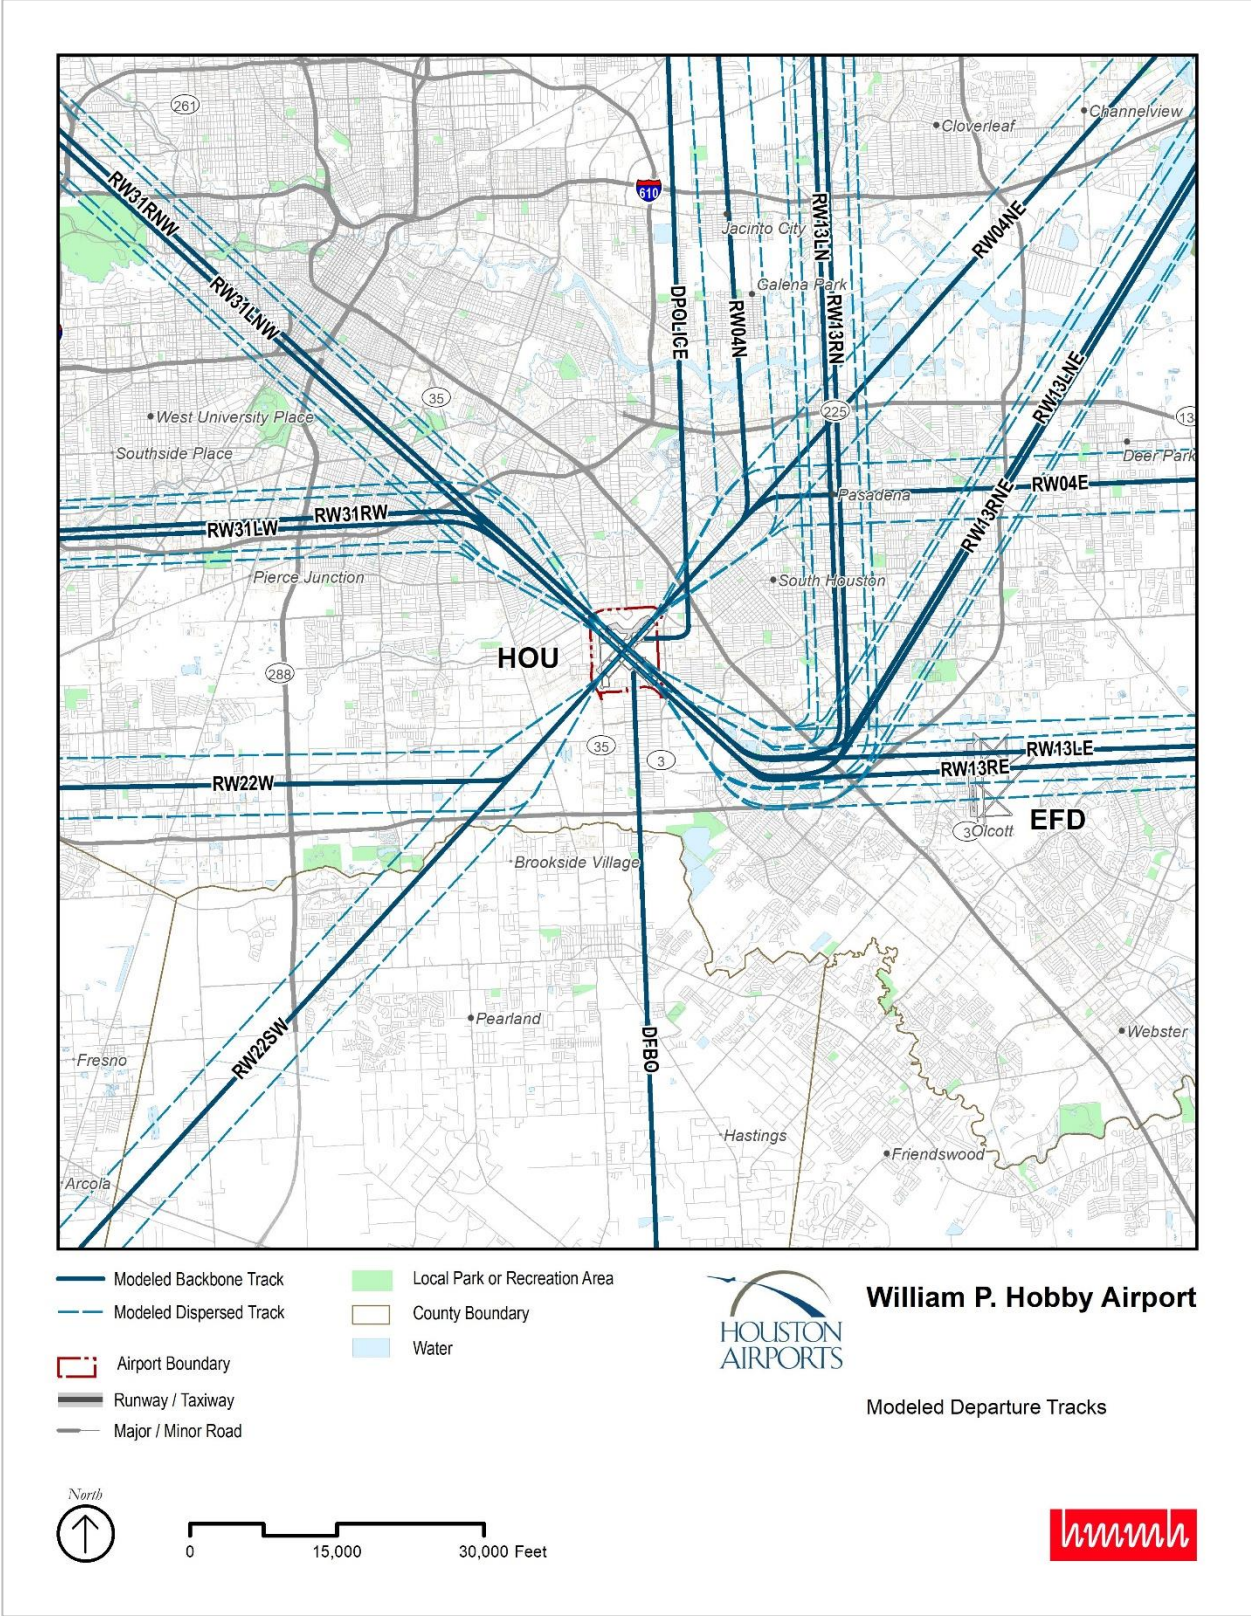 261
Channelview
Cloverleaf
610
RW31RNW
Jacinto City
RW13LN
RW04NE
Galena Park
RW31LNW
DPOLICE
RW04N
RW13RN
35
225
RW13LNE
13
West University Place
Southside Place
Deer Park
RW04E
Pasadena
RW31RW
RW31LW
RW13RNE
Pierce Junction
South Houston
HOU
288
35
3
RW13LE
RW13RE
RW22W
EFD
3
Olcott
Brookside Village
Pearland
RW22SW
DFBO
Webster
Fresno
Hastings
Friendswood
Arcola
Modeled Backbone Track
Modeled Dispersed Track
Airport Boundary
Runway / Taxiway
Major / Minor Road
Local Park or Recreation Area
County Boundary
Water
HOUSTON
AIRPORTS
William P. Hobby Airport
Modeled Departure Tracks
North
0 15,000 30,000 Feet
hmmh